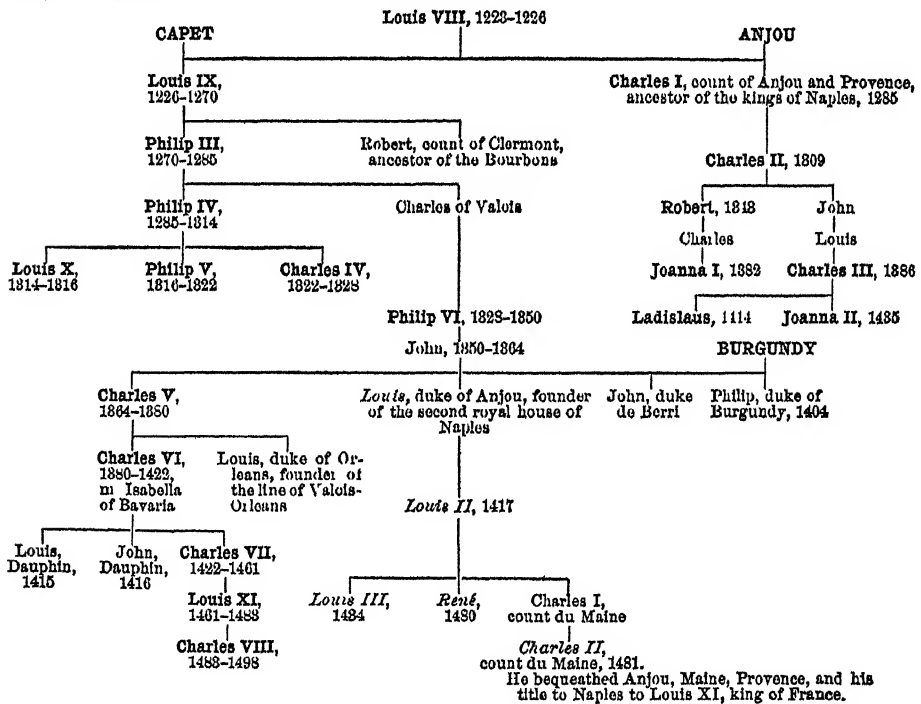 Louis VIII, 1223–1226
CAPET
ANJOU
Louis IX,
1226–1270
Charles I, count of Anjou and Provence,
ancestor of the kings of Naples, 1285
Philip III,
1270–1285
Robert, count of Clermont,
ancestor of the Bourbons
Charles II, 1309
Philip IV,
1285–1314
Charles of Valois
Robert, 1343
John
Charles
Louis
Louis X,
1314–1316
Philip V,
1316–1322
Charles IV,
1322–1328
Joanna I, 1382
Charles III, 1386
Philip VI, 1328–1350
Ladislaus, 1414
Joanna II, 1435
John, 1350–1364
BURGUNDY
Charles V,
1364–1380
Louis, duke of Anjou, founder
of the second royal house of
Naples
John, duke
de Berri
Philip, duke of
Burgundy, 1404
Charles VI,
1380–1422,
m Isabella
of Bavaria
Louis, duke of Or-
leans, founder of
the line of Valois-
Orleans
Louis II, 1417
Louis,
Dauphin,
1415
John,
Dauphin,
1416
Charles VII,
1422–1461
Louis XI,
1461–1483
Charles VIII,
1483–1498
Louis III,
1434
René,
1480
Charles I,
count du Maine
Charles II,
count du Maine, 1481.
He bequeathed Anjou, Maine, Provence, and his
title to Naples to Louis XI, king of France.